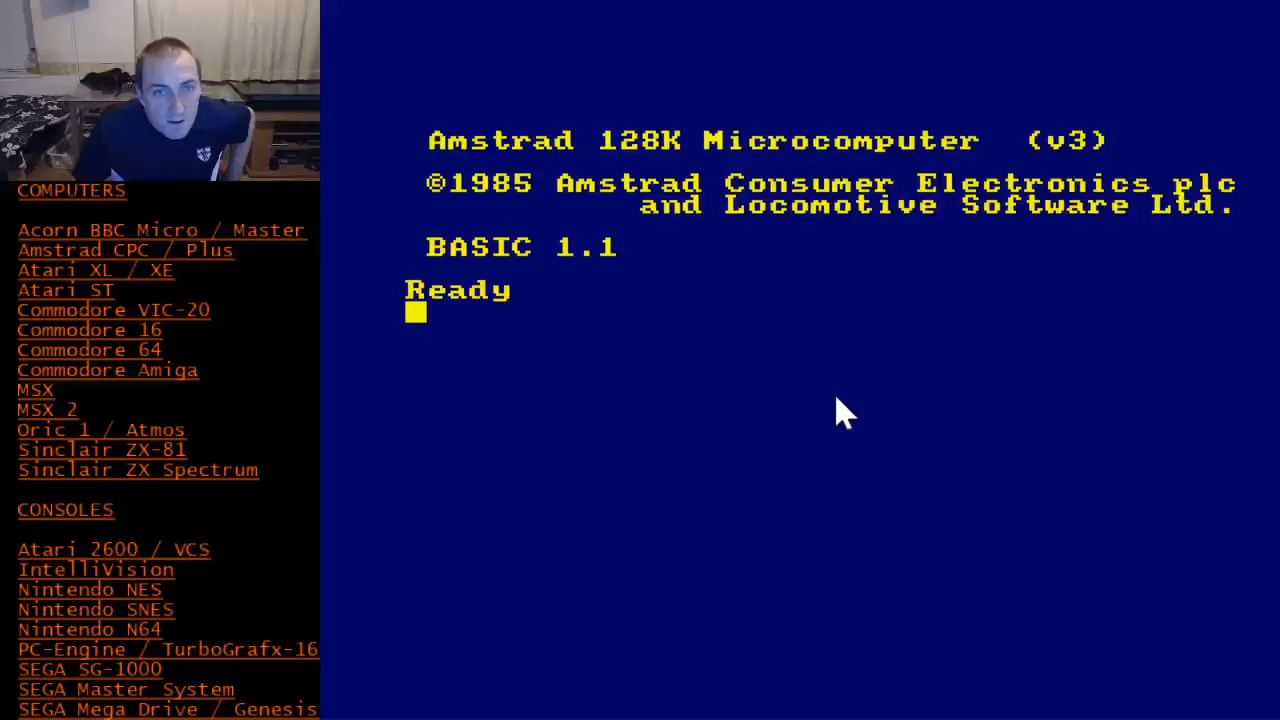 COMPUTERS
Acorn BBC Micro / Master
Amstrad CPC / Plus
Atari XL / XE
Atari ST
Commodore VIC-20
Commodore 16
Commodore 64
Commodore Amiga
MSX
MSX 2
Oric 1 / Atmos
Sinclair ZX-81
Sinclair ZX Spectrum
CONSOLES
Atari 2600 / VCS
IntelliVision
Nintendo NES
Nintendo SNES
Nintendo N64
PC-Engine / TurboGrafx-16
SEGA SG-1000
SEGA Master System
SEGA Mega Drive / Genesis
Amstrad 128K Microcomputer (v3)
©1985 Amstrad Consumer Electronics plc
and Locomotive Software Ltd.
BASIC 1.1
Ready